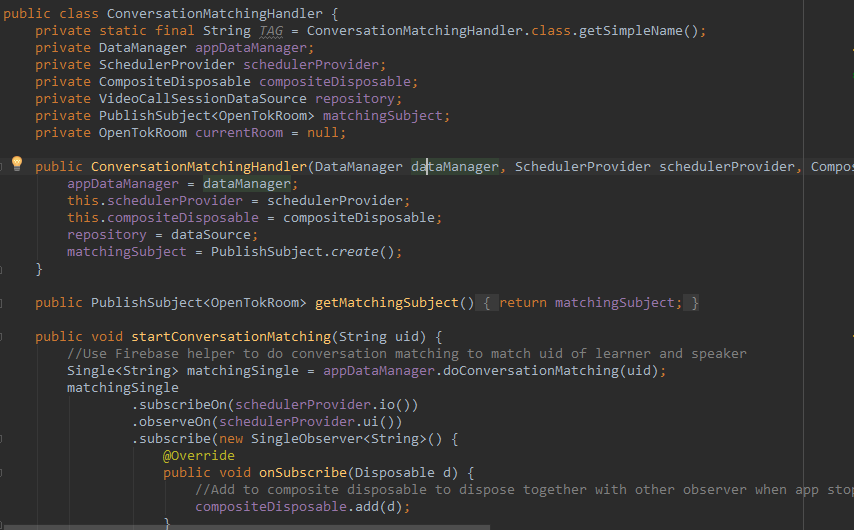 public class ConversationMatchingHandler {
private static final String TAG = ConversationMatchingHandler.class.getSimpleName();
private DataManager appDataManager;
private SchedulerProvider schedulerProvider;
private CompositeDisposable compositeDisposable;
private VideoCallSessionDataSource repository;
private PublishSubject<OpenTokRoom> matchingSubject;
private OpenTokRoom currentRoom = null;
public ConversationMatchingHandler(DataManager dataManager, SchedulerProvider schedulerProvider, Compos
appDataManager = dataManager;
this.schedulerProvider = schedulerProvider;
this.compositeDisposable = compositeDisposable;
repository = dataSource;
matchingSubject = PublishSubject.create();
}
public PublishSubject<OpenTokRoom> getMatchingSubject() { return matchingSubject; }
public void startConversationMatching(String uid) {
//Use Firebase helper to do conversation matching to match uid of learner and speaker
Single<String> matchingSingle = appDataManager.doConversationMatching(uid);
matchingSingle
.subscribeOn(schedulerProvider.io())
.observeOn(schedulerProvider.ui())
.subscribe(new SingleObserver<String>() {
@Override
public void onSubscribe(Disposable d) {
//Add to composite disposable to dispose together with other observer when app stop
compositeDisposable.add(d);
}